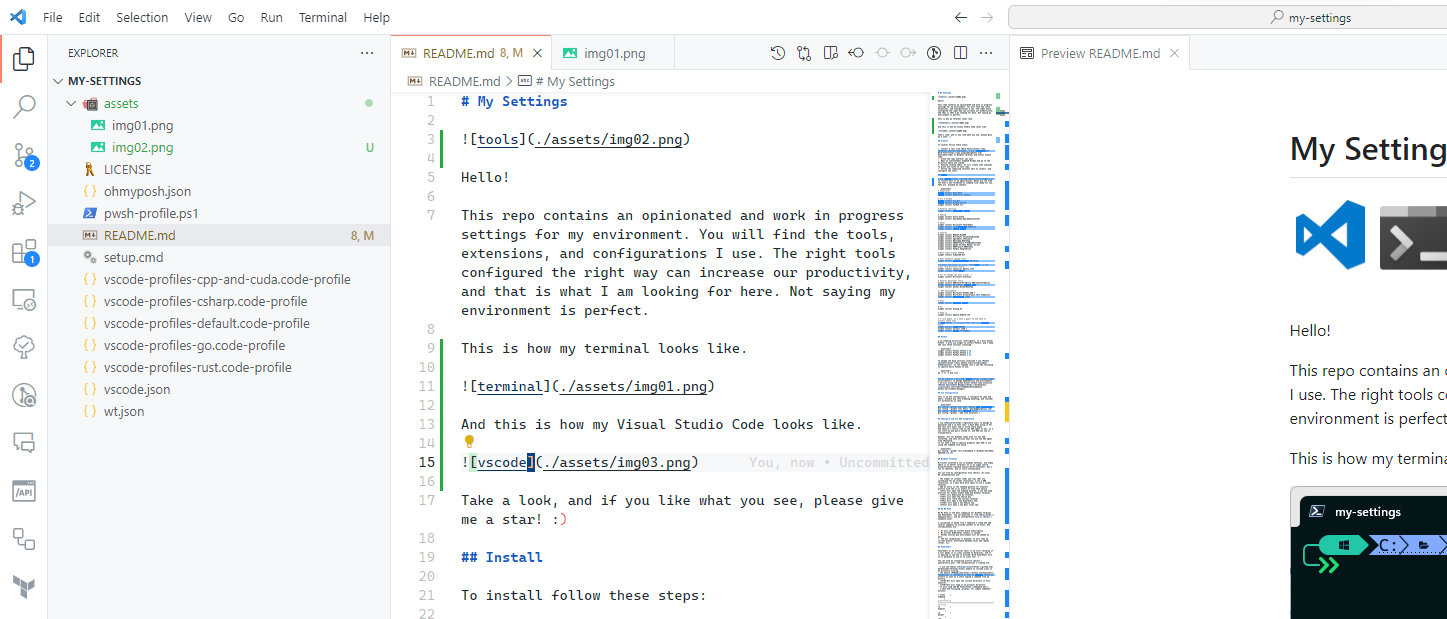 File Edit Selection View Go Run Terminal Help
my-settings
EXPLORER
MY-SETTINGS
assets
img01.png
img02.png U
LICENSE
ohmyposh.json
pwsh-profile.ps1
README.md 8, M
setup.cmd
vscode-profiles-cpp-and-cuda.code-profile
vscode-profiles-csharp.code-profile
vscode-profiles-default.code-profile
vscode-profiles-go.code-profile
vscode-profiles-rust.code-profile
vscode.json
wt.json
2
1
/API
README.md 8, M
img01.png
README.md > # My Settings
1 # My Settings
2
3 ![tools](./assets/img02.png)
4
5 Hello!
6
7 This repo contains an opinionated and work in progress
settings for my environment. You will find the tools,
extensions, and configurations I use. The right tools
configured the right way can increase our productivity,
and that is what I am looking for here. Not saying my
environment is perfect.
8
9 This is how my terminal looks like.
10
11 ![terminal](./assets/img01.png)
12
13 And this is how my Visual Studio Code looks like.
14
15 ![vscode](./assets/img03.png) You, now • Uncommitted
16
17 Take a look, and if you like what you see, please give
me a star! :)
18
19 ## Install
20
21 To install follow these steps:
22
Preview README.md
My Setting
Hello!
This repo contains an
I use. The right tools
environment is perfect
This is how my termina
my-settings
C: